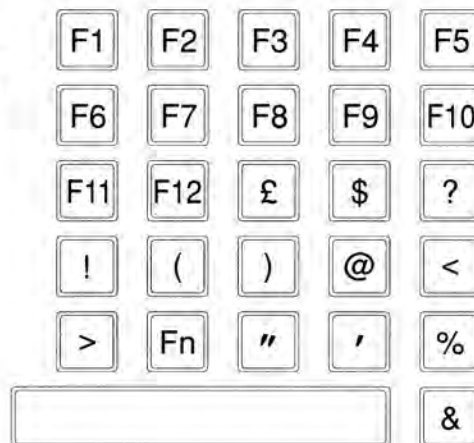 F1 F2 F3 F4 F5
F6 F7 F8 F9 F10
F11 F12 £ $ ?
! ( ) @ <
> Fn " ' %
&